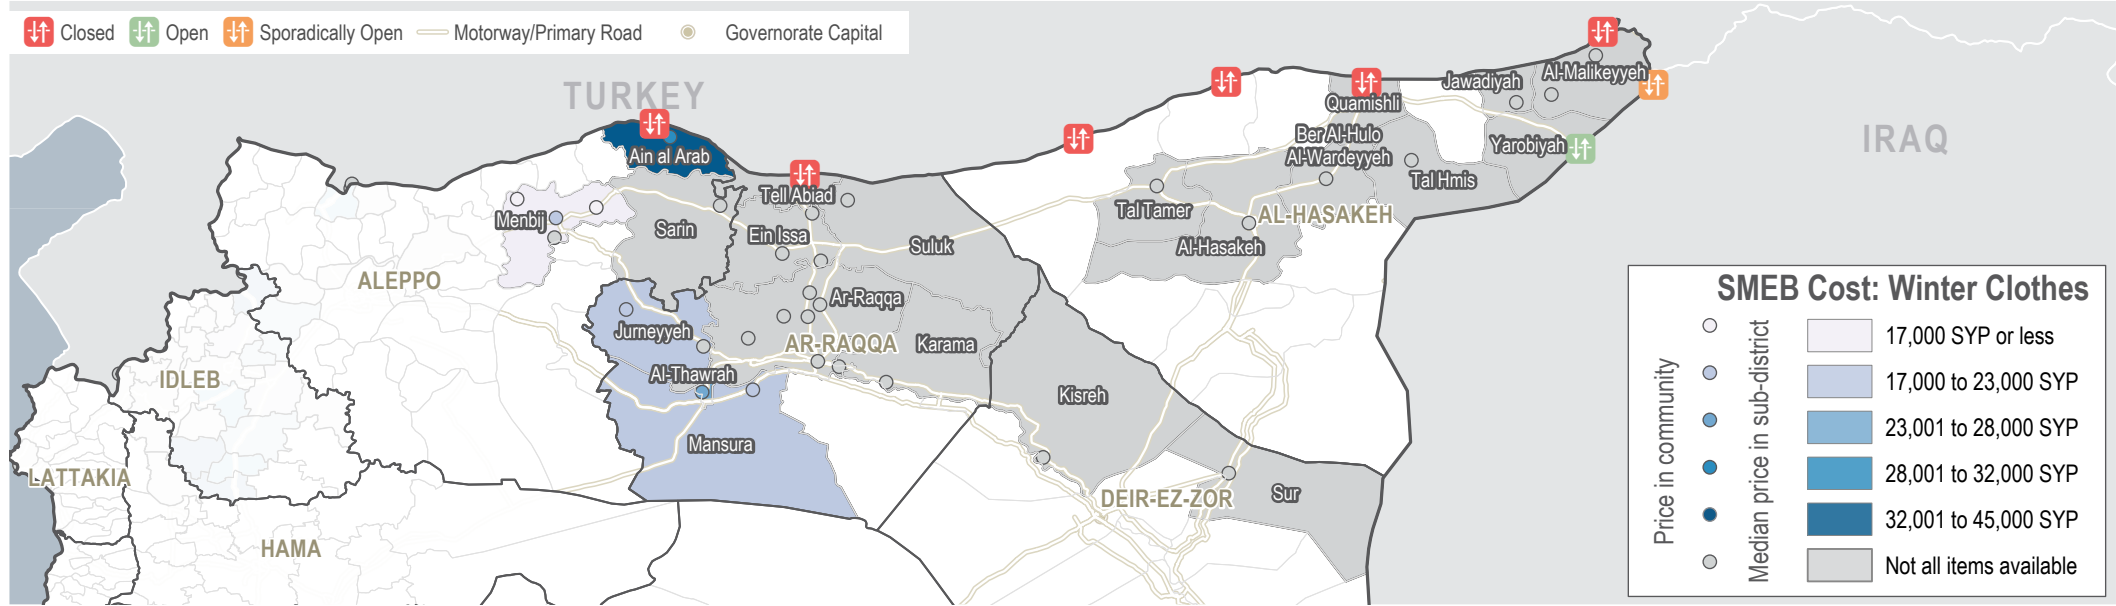 Closed Open Sporadically Open Motorway/Primary Road Governorate Capital
TURKEY
IRAQ
Al-Malikeyyeh
Jawadiyah
Quamishli
Ber Al-Hulo
Al-Wardeyyeh
Yarobiyah
Tal Hmis
Ain al Arab
Tell Abiad
Menbij
Sarin
Ein Issa
Suluk
Tal Tamer
AL-HASAKEH
Al-Hasakeh
ALEPPO
Ar-Raqqa
Jurneyyeh
AR-RAQQA
Karama
IDLEB
Al-Thawrah
Kisreh
Mansura
LATTAKIA
DEIR-EZ-ZOR
Sur
HAMA
SMEB Cost: Winter Clothes
Price in community
Median price in sub-district
17,000 SYP or less
17,000 to 23,000 SYP
23,001 to 28,000 SYP
28,001 to 32,000 SYP
32,001 to 45,000 SYP
Not all items available